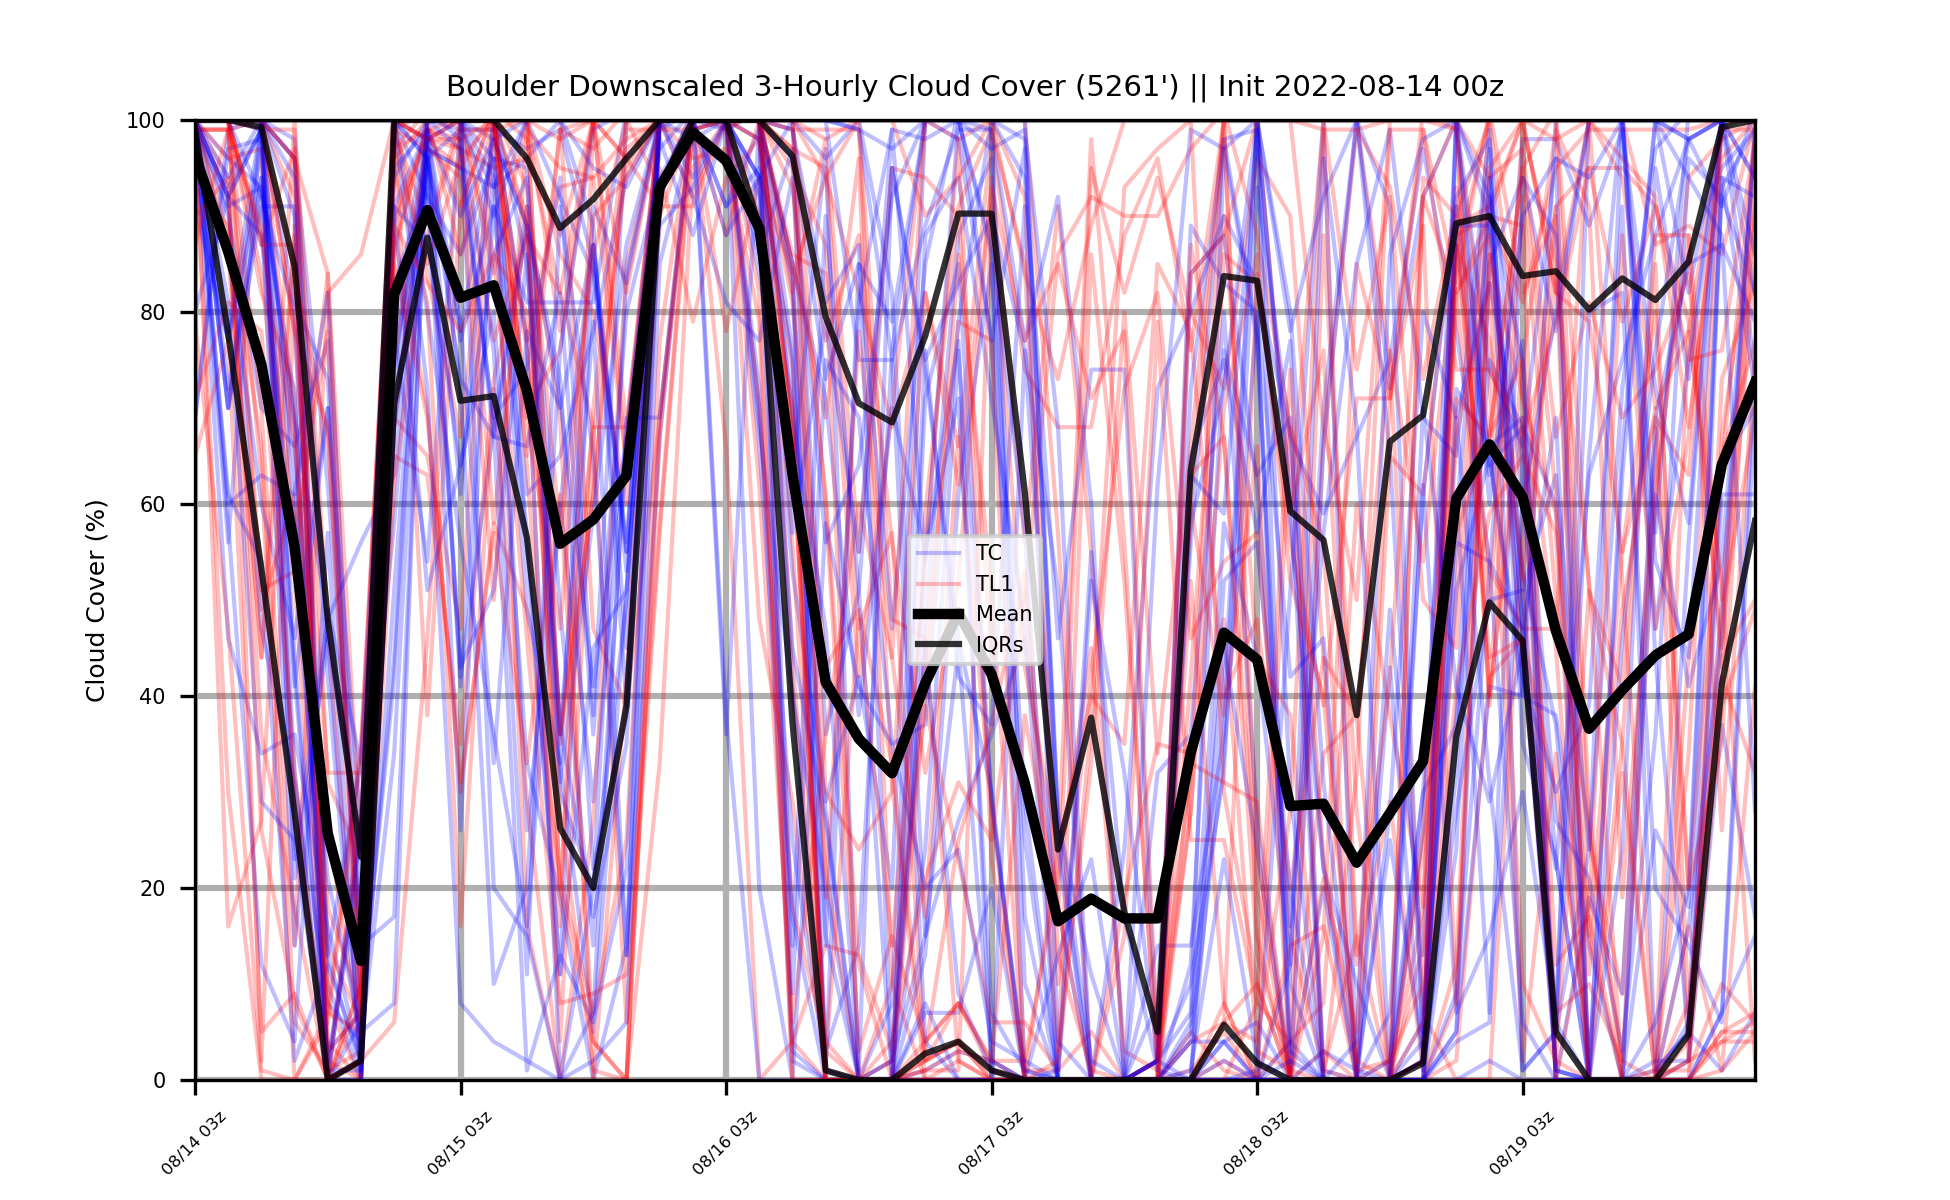 Boulder Downscaled 3-Hourly Cloud Cover (5261') || Init 2022-08-14 00z
Cloud Cover (%)
100
80
60
40
20
0
TC
TL1
Mean
IQRs
08/14 03z
08/15 03z
08/16 03z
08/17 03z
08/18 03z
08/19 03z